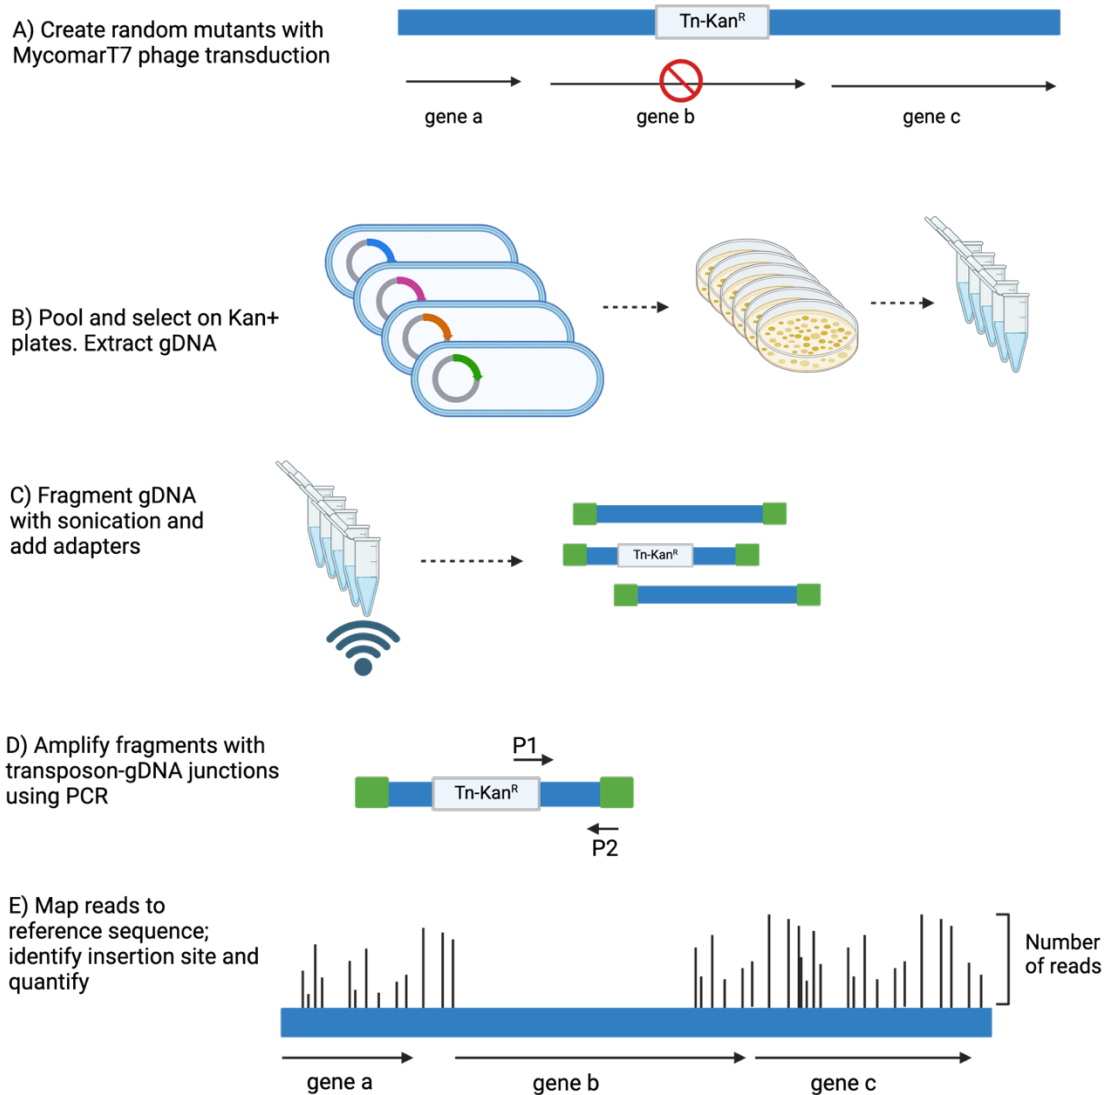 A) Create random mutants with
MycomarT7 phage transduction
Tn-Kanᴿ
gene a
gene b
gene c
B) Pool and select on Kan+
plates. Extract gDNA
C) Fragment gDNA
with sonication and
add adapters
Tn-Kanᴿ
D) Amplify fragments with
transposon-gDNA junctions
using PCR
P1
Tn-Kanᴿ
P2
E) Map reads to
reference sequence;
identify insertion site and
quantify
Number
of reads
gene a
gene b
gene c